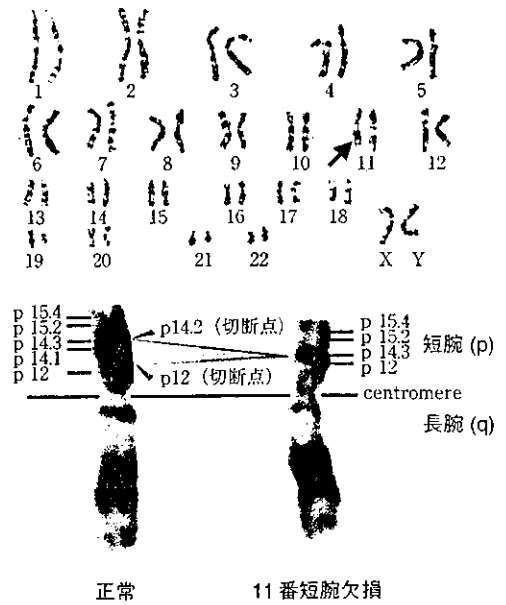 1 2 3 4 5
6 7 8 9 10 11 12
13 14 15 16 17 18
19 20 21 22 X Y
p 15.4
p 15.2
p 14.3
p 14.1
p 12
p14.2（切断点）
p12（切断点）
p 15.4
p 15.2
p 14.3
p 12
短腕 (p)
centromere
長腕 (q)
正常
11 番短腕欠損